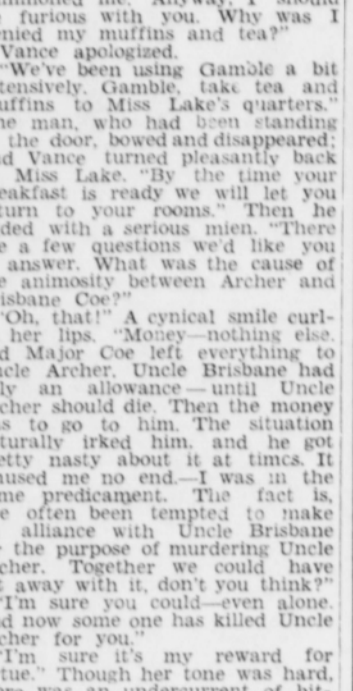 furious with you. Why was I
nied my muffins and tea?"
Vance apologized.
"We've been using Gamble a bit
tensively. Gamble, take tea and
uffins to Miss Lake's quarters."
he man, who had been standing
the door, bowed and disappeared;
d Vance turned pleasantly back
Miss Lake. "By the time your
eakfast is ready we will let you
turn to your rooms." Then he
ded with a serious mien. "There
e a few questions we'd like you
answer. What was the cause of
e animosity between Archer and
isbane Coe?"
"Oh, that!" A cynical smile curl-
her lips. "Money—nothing else.
d Major Coe left everything to
ncle Archer. Uncle Brisbane had
ly an allowance—until Uncle
cher should die. Then the money
s to go to him. The situation
turally irked him. and he got
etty nasty about it at times. It
used me no end.—I was in the
me predicament. The fact is,
e often been tempted to make
alliance with Uncle Brisbane
the purpose of murdering Uncle
cher. Together we could have
t away with it, don't you think?"
"I'm sure you could—even alone.
d now some one has killed Uncle
cher for you."
"I'm sure it's my reward for
tue." Though her tone was hard,
was an undercurrent of